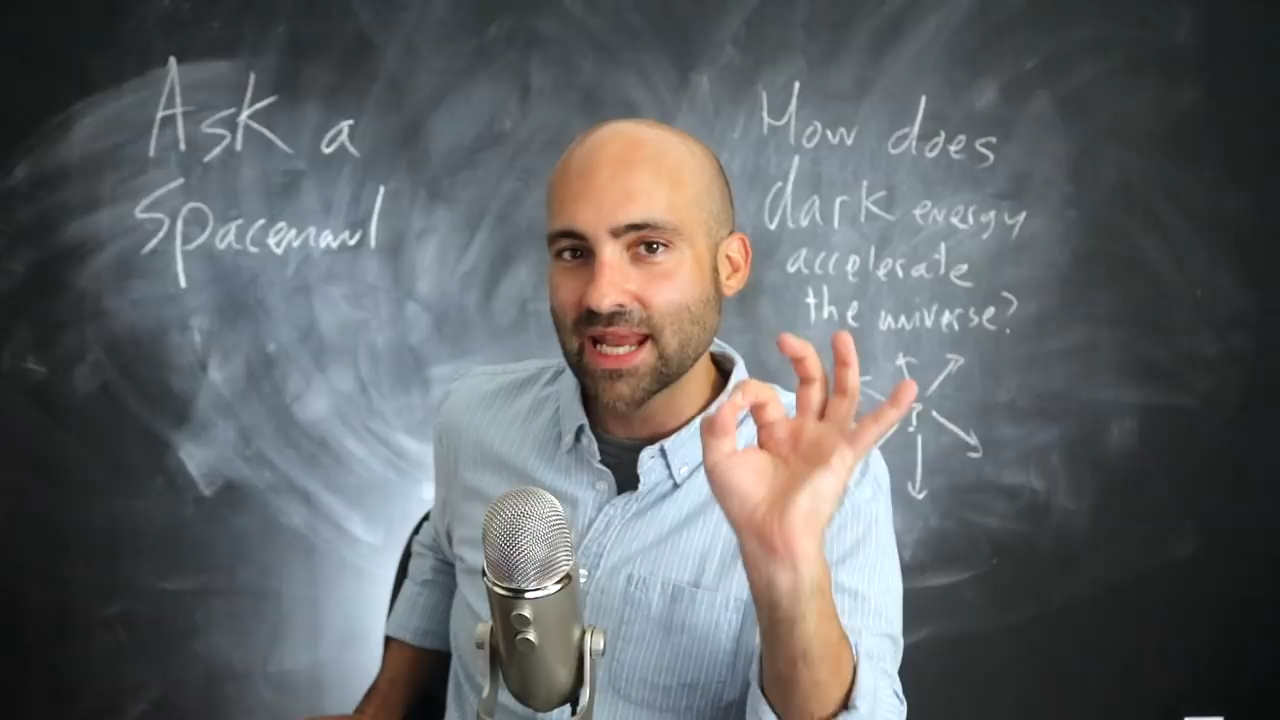 Ask a
Spaceman!
How does
dark energy
accelerate
the universe?
?